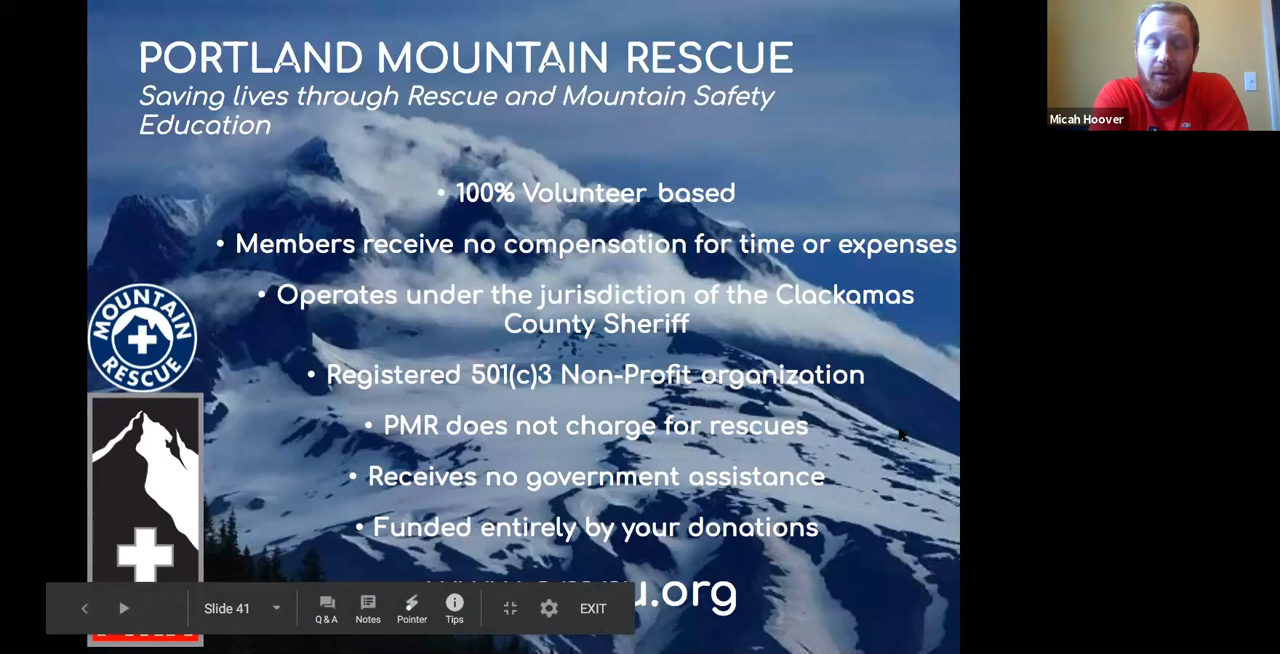 PORTLAND MOUNTAIN RESCUE
Saving lives through Rescue and Mountain Safety
Education
• 100% Volunteer based
• Members receive no compensation for time or expenses
• Operates under the jurisdiction of the Clackamas
County Sheriff
• Registered 501(c)3 Non-Profit organization
• PMR does not charge for rescues
• Receives no government assistance
• Funded entirely by your donations
u.org
MOUNTAIN
RESCUE
Slide 41
Q & A
Notes
Pointer
Tips
EXIT
Micah Hoover